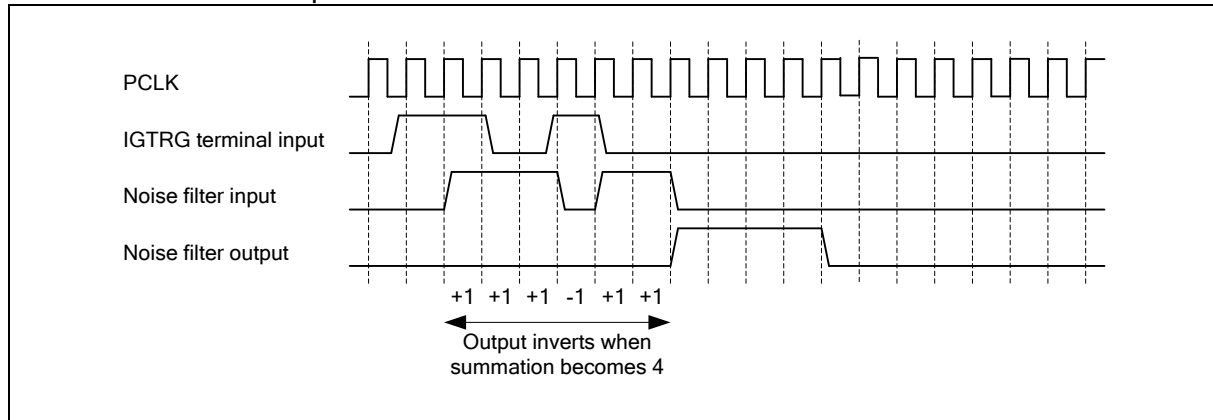 PCLK
IGTRG terminal input
Noise filter input
Noise filter output
+1 +1 +1 -1 +1 +1
Output inverts when
summation becomes 4